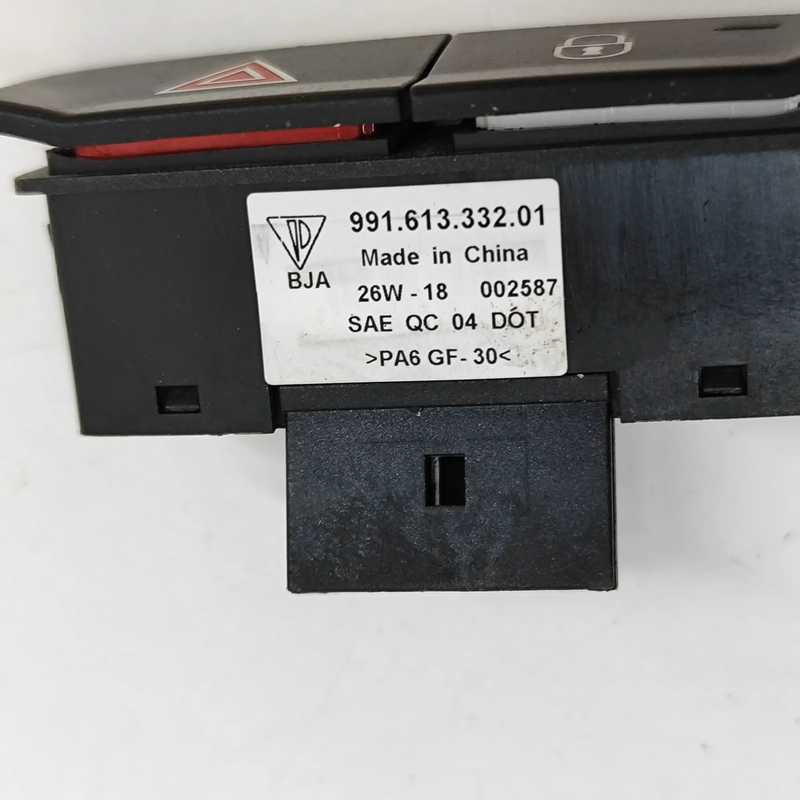 991.613.332.01
Made in China
BJA
26W - 18 002587
SAE QC 04 DOT
>PA6 GF- 30<